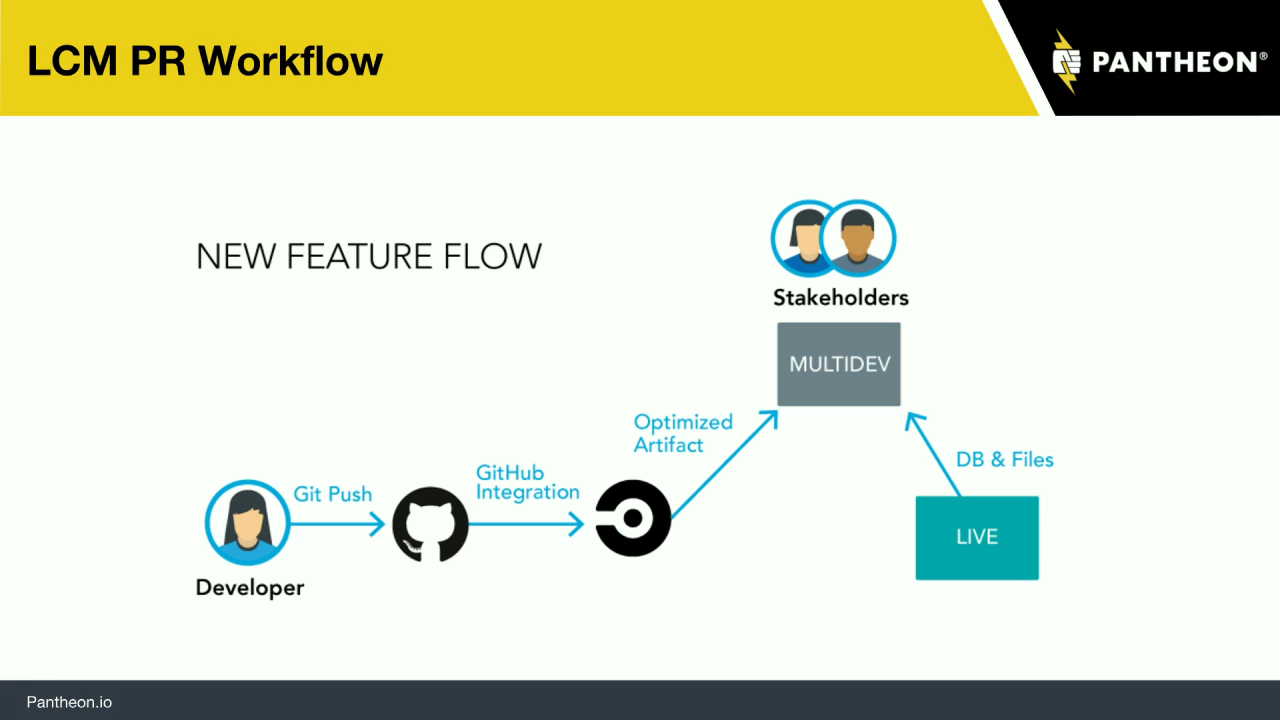 LCM PR Workflow
PANTHEON®
NEW FEATURE FLOW
Stakeholders
MULTIDEV
Optimized
Artifact
DB & Files
GitHub
Integration
Git Push
LIVE
Developer
Pantheon.io